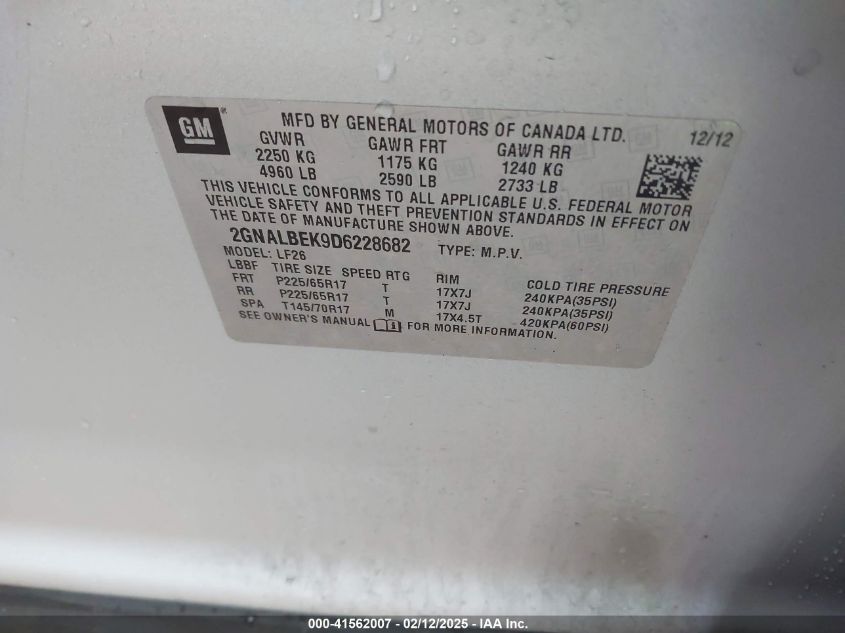 GM
MFD BY GENERAL MOTORS OF CANADA LTD. 12/12
GVWR GAWR FRT GAWR RR
2250 KG 1175 KG 1240 KG
4960 LB 2590 LB 2733 LB
THIS VEHICLE CONFORMS TO ALL APPLICABLE U.S. FEDERAL MOTOR
VEHICLE SAFETY AND THEFT PREVENTION STANDARDS IN EFFECT ON
THE DATE OF MANUFACTURE SHOWN ABOVE.
2GNALBEK9D6228682 TYPE: M.P.V.
MODEL: LF26
LBBF TIRE SIZE SPEED RTG RIM COLD TIRE PRESSURE
FRT P225/65R17 T 17X7J 240KPA(35PSI)
RR P225/65R17 T 17X7J 240KPA(35PSI)
SPA T145/70R17 M 17X4.5T 420KPA(60PSI)
SEE OWNER'S MANUAL FOR MORE INFORMATION.
000-41562007 - 02/12/2025 - IAA Inc.